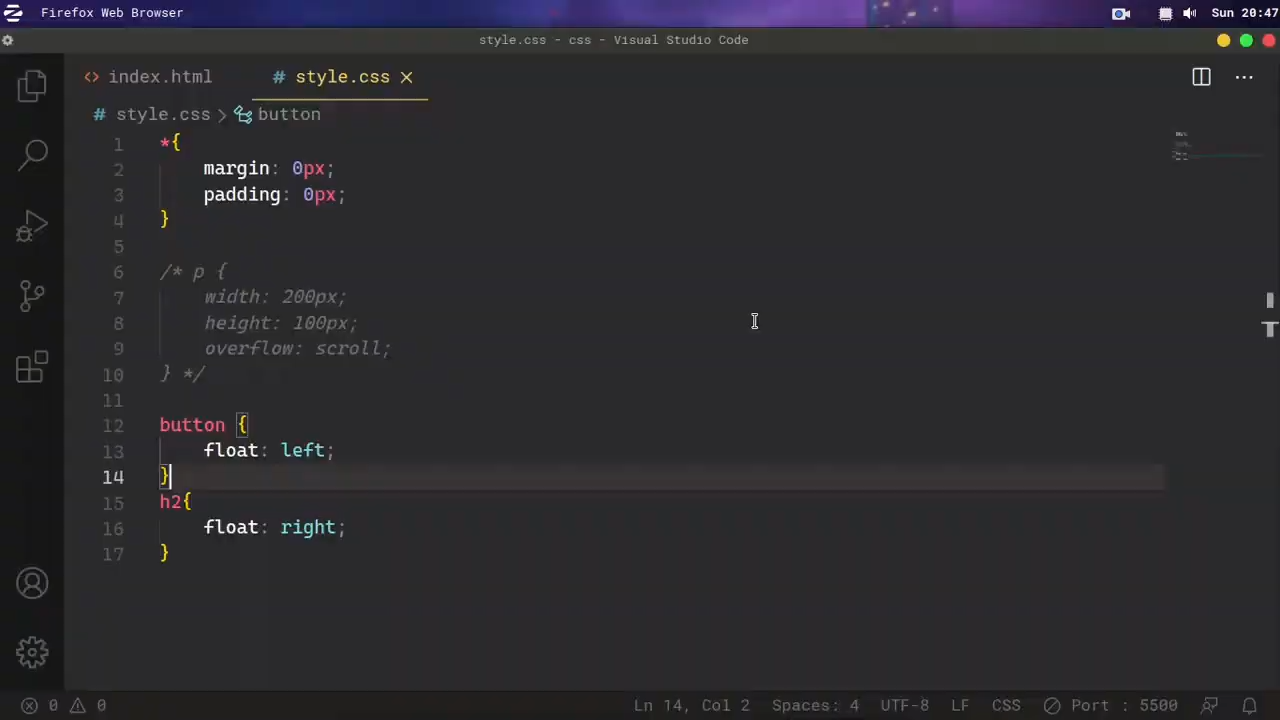 Firefox Web Browser
Sun 20:47
style.css - css - Visual Studio Code
<> index.html
# style.css
# style.css > button
1 *{
2     margin: 0px;
3     padding: 0px;
4 }
5
6 /* p {
7     width: 200px;
8     height: 100px;
9     overflow: scroll;
10 } */
11
12 button {
13     float: left;
14 }
15 h2{
16     float: right;
17 }
0 0
Ln 14, Col 2 Spaces: 4 UTF-8 LF CSS Port : 5500